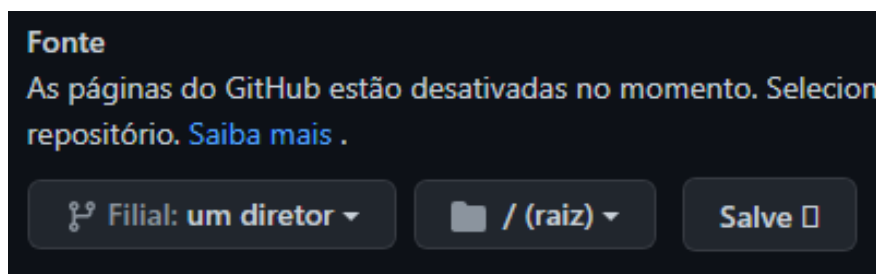 Fonte
As páginas do GitHub estão desativadas no momento. Selecion
repositório. Saiba mais .
Filial: um diretor
/ (raiz)
Salve